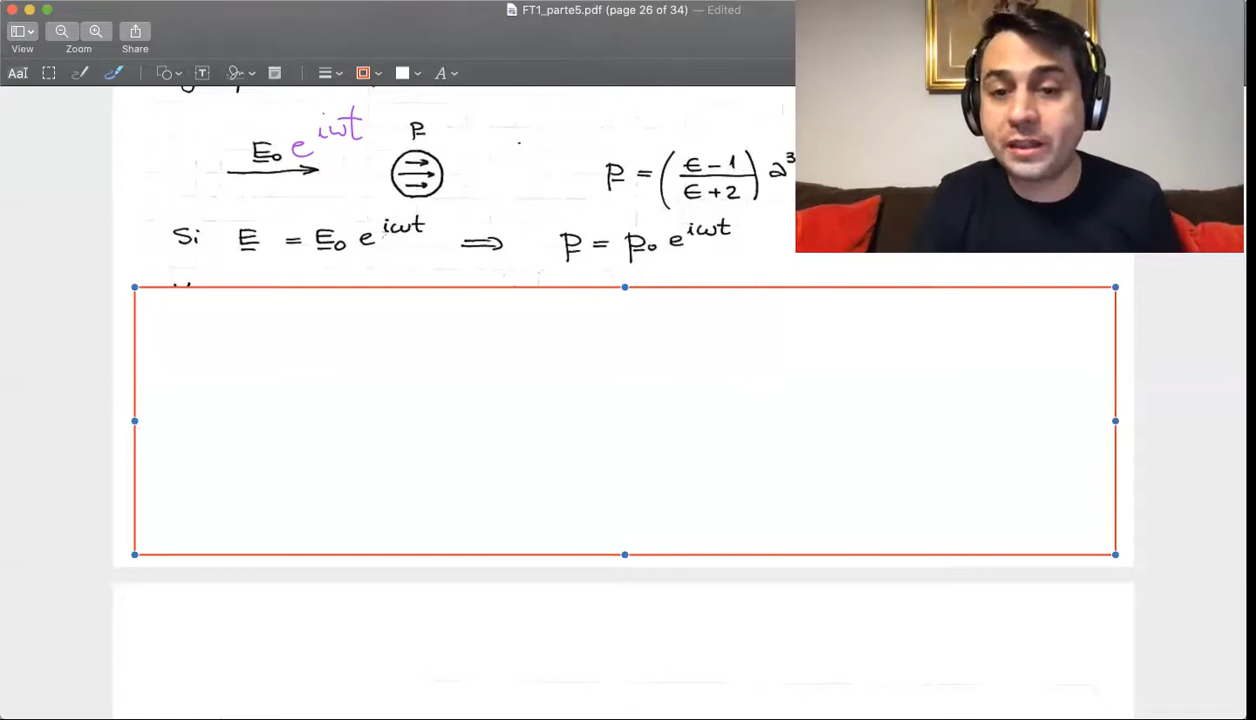 FT1_parte5.pdf (page 26 of 34) — Edited
View Zoom Share
AaI T A
E₀ e^{iωt} p
p = (ϵ - 1 / ϵ + 2) a³
Si E = E₀ e^{iωt} ⟹ p = p₀ e^{iωt}